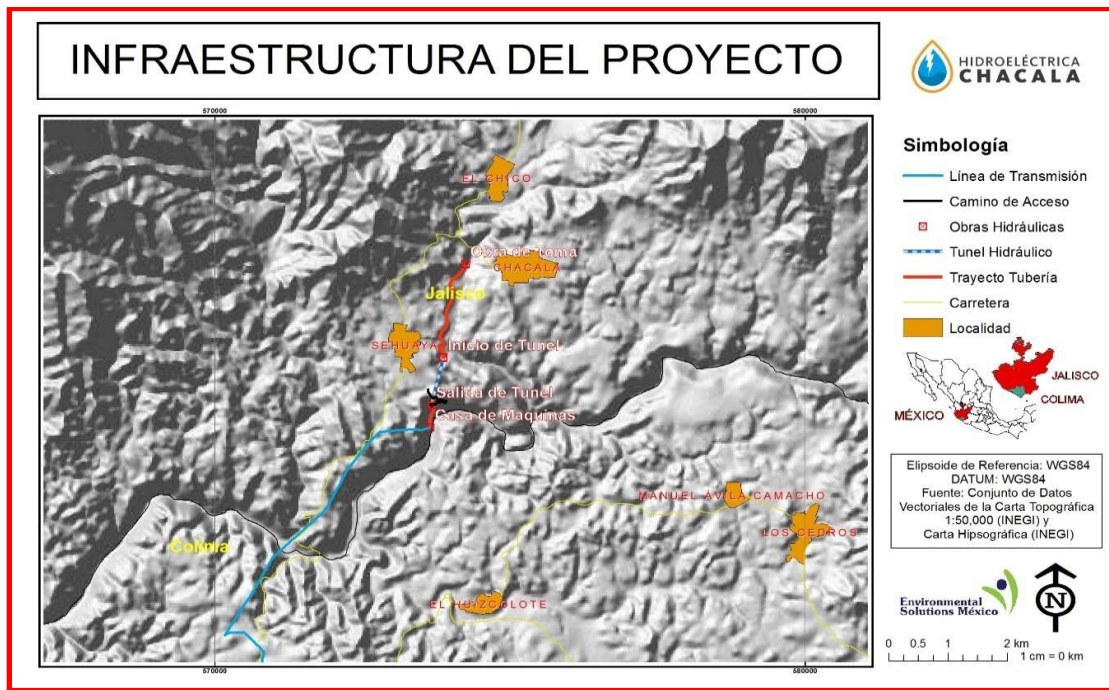 INFRAESTRUCTURA DEL PROYECTO
HIDROELÉCTRICA
CHACALA
570000
580000
EL CHICO
Obra de Toma
CHACALA
Jalisco
SEHUAYA
Inicio de Tunel
Salida de Tunel
Casa de Maquinas
MANUEL ÁVILA CAMACHO
LOS CEDROS
Colima
EL HUIZCOLOTE
570000
580000
Simbología
Línea de Transmisión
Camino de Acceso
Obras Hidráulicas
Tunel Hidráulico
Trayecto Tubería
Carretera
Localidad
JALISCO
COLIMA
MÉXICO
Elipsoide de Referencia: WGS84
DATUM: WGS84
Fuente: Conjunto de Datos
Vectoriales de la Carta Topográfica
1:50,000 (INEGI) y
Carta Hipsográfica (INEGI)
Environmental
Solutions México
N
0 0.5 1 2 km
1 cm = 0 km